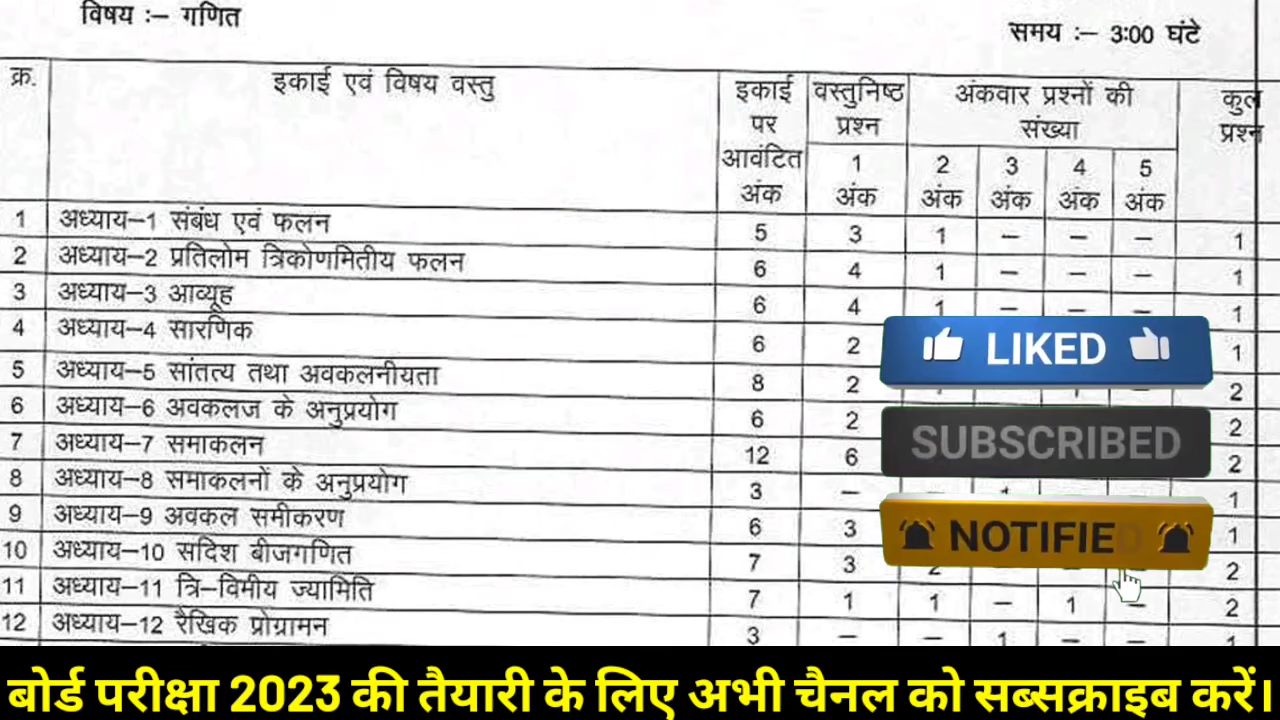 विषय :– गणित
समय :– 3:00 घंटे
क्र. इकाई एवं विषय वस्तु इकाई पर आवंटित अंक वस्तुनिष्ठ प्रश्न अंकवार प्रश्नों की संख्या कुल प्रश्न
1 अंक 2 अंक 3 अंक 4 अंक 5 अंक
1 अध्याय–1 संबंध एवं फलन 5 3 1 – – – 1
2 अध्याय–2 प्रतिलोम त्रिकोणमितीय फलन 6 4 1 – – – 1
3 अध्याय–3 आव्यूह 6 4 1 – – – 1
4 अध्याय–4 सारणिक 6 2 1
5 अध्याय–5 सांतत्य तथा अवकलनीयता 8 2 – 2
6 अध्याय–6 अवकलज के अनुप्रयोग 6 2 2
7 अध्याय–7 समाकलन 12 6 2
8 अध्याय–8 समाकलनों के अनुप्रयोग 3 – – 1 1
9 अध्याय–9 अवकल समीकरण 6 3 1
10 अध्याय–10 सदिश बीजगणित 7 3 2 – – 2
11 अध्याय–11 त्रि–विमीय ज्यामिति 7 1 1 – 1 – 2
12 अध्याय–12 रैखिक प्रोग्रामन 3 – – 1 – – 1
LIKED
SUBSCRIBED
NOTIFIED
बोर्ड परीक्षा 2023 की तैयारी के लिए अभी चैनल को सब्सक्राइब करें।